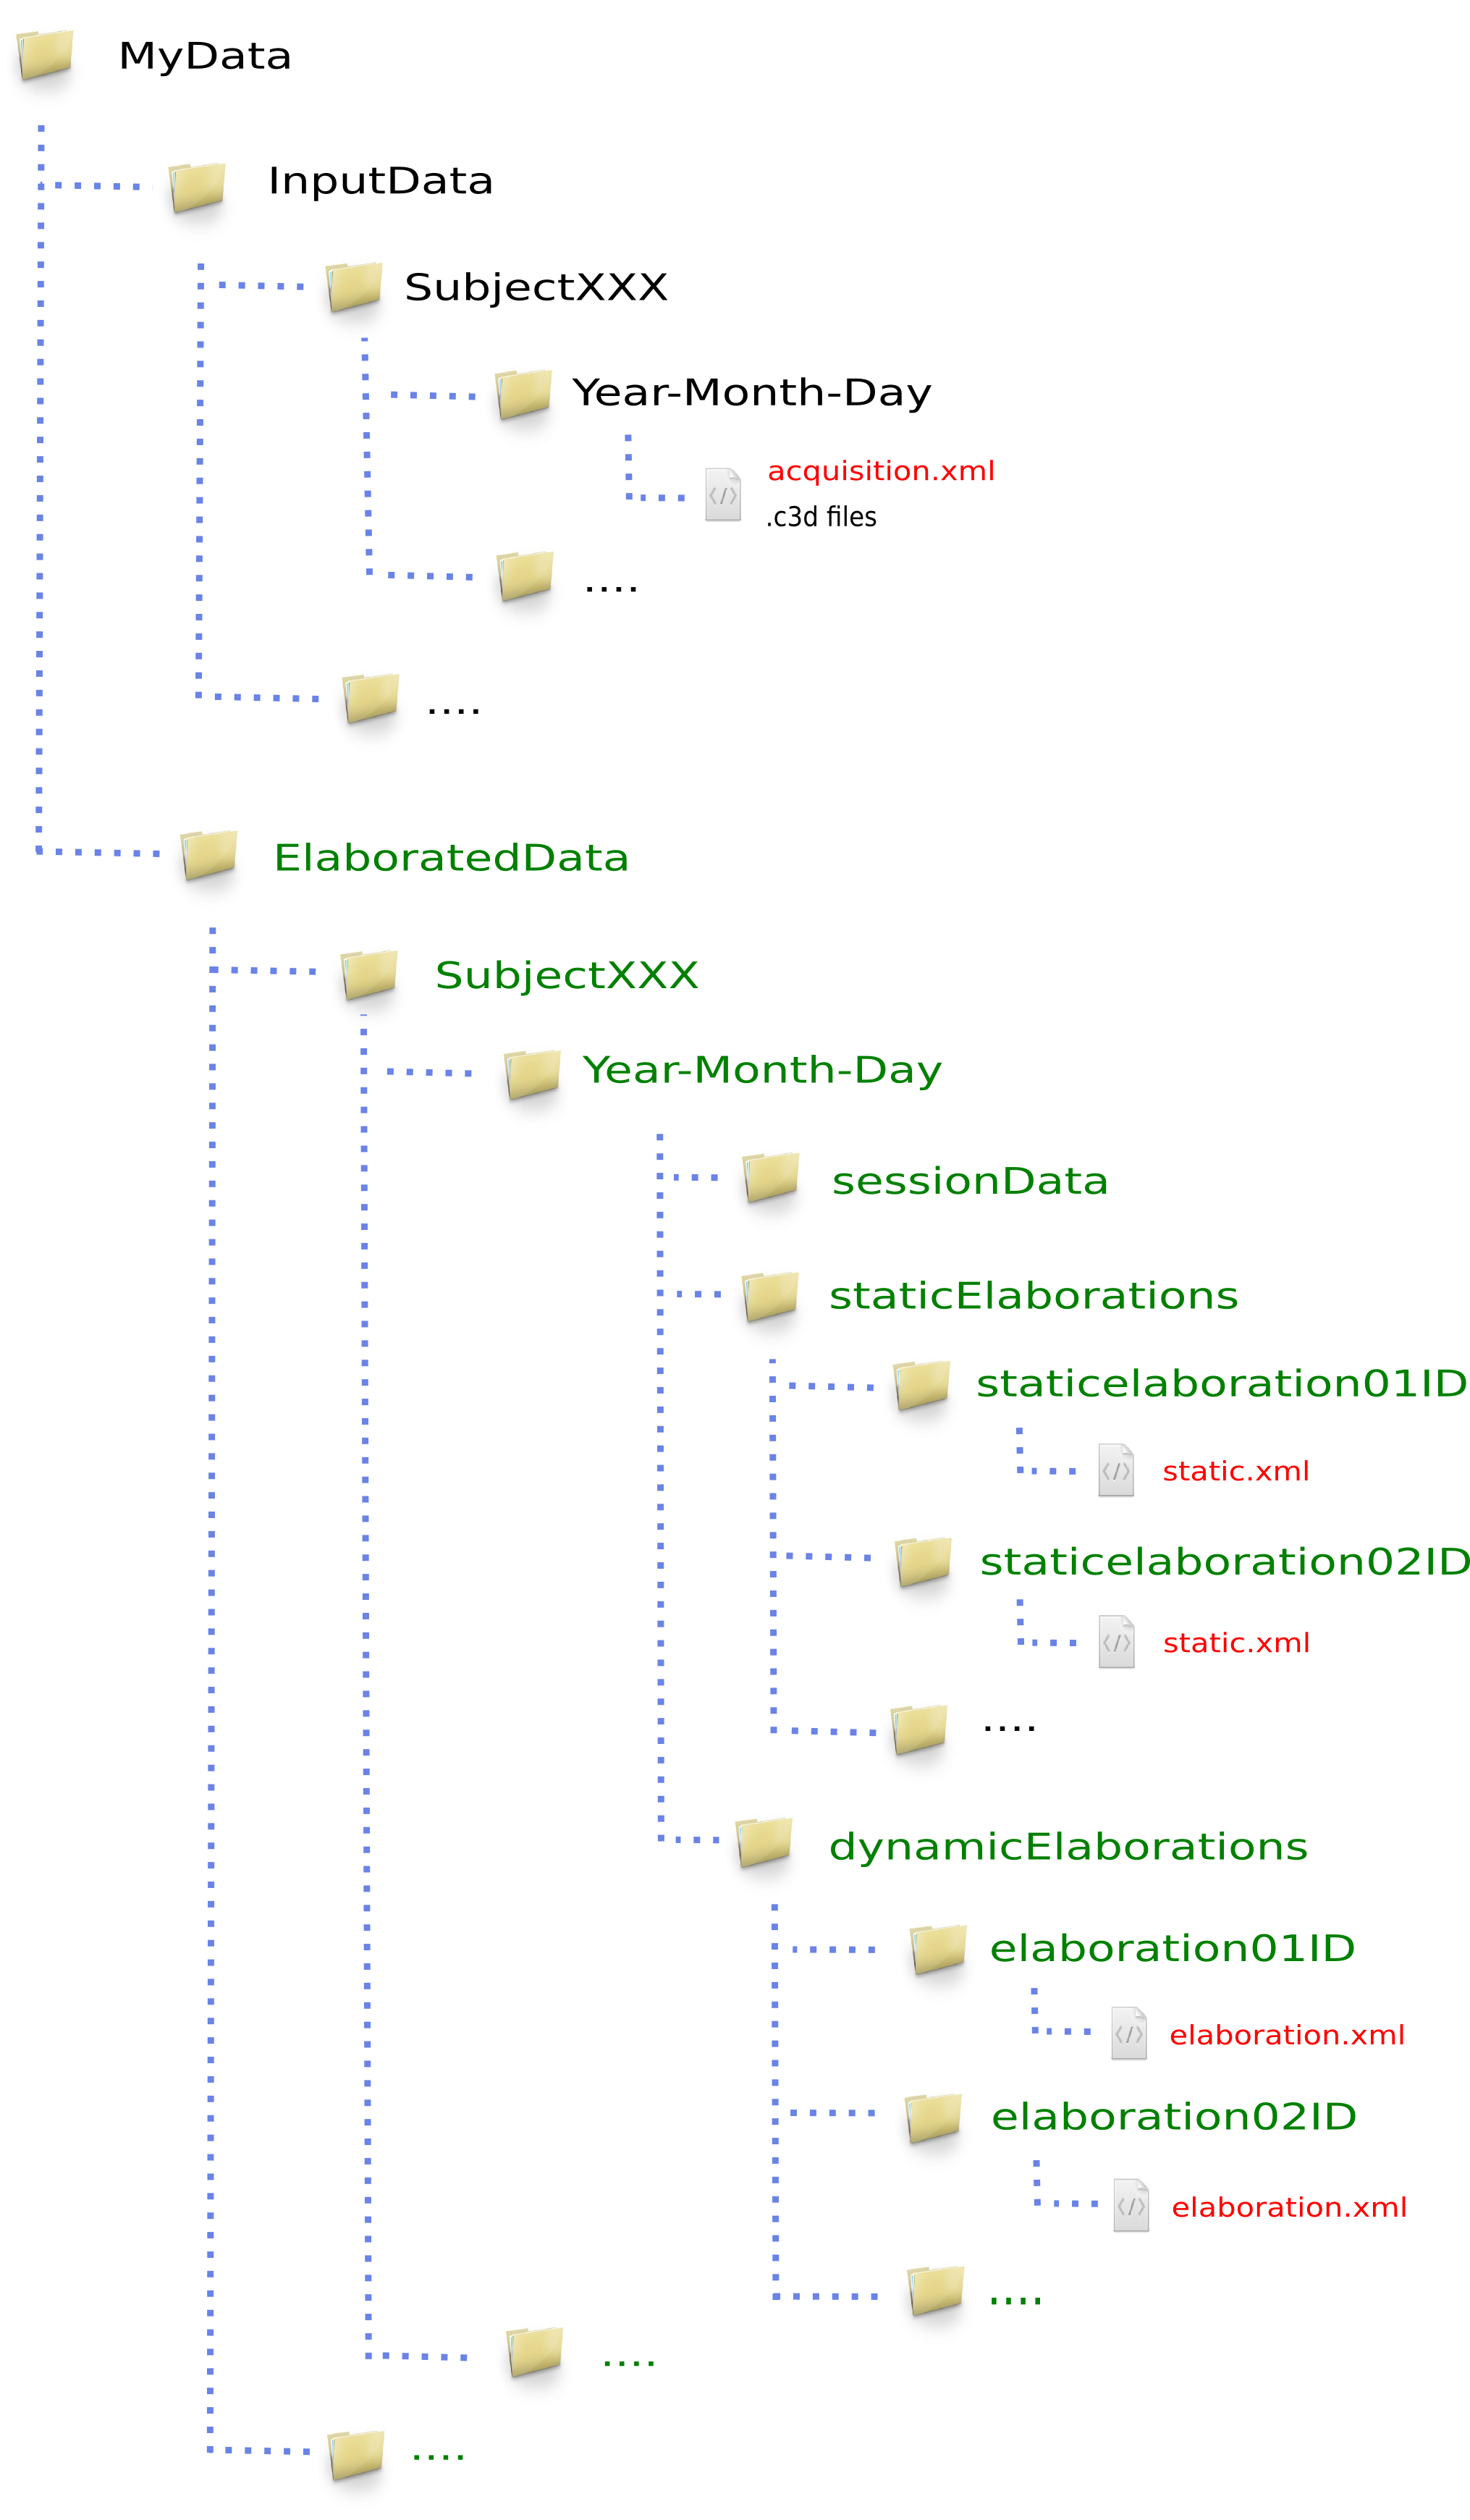 MyData
InputData
SubjectXXX
Year-Month-Day
acquisition.xml
.c3d files
....
....
ElaboratedData
SubjectXXX
Year-Month-Day
sessionData
staticElaborations
staticelaboration01ID
static.xml
staticelaboration02ID
static.xml
....
dynamicElaborations
elaboration01ID
elaboration.xml
elaboration02ID
elaboration.xml
....
....
....